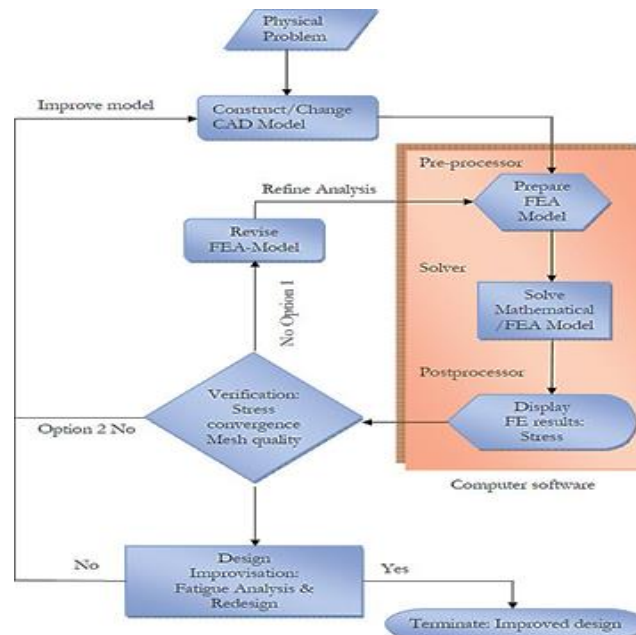 Physical
Problem
Improve model
Construct/Change
CAD Model
Pre-processor
Prepare
FEA
Model
Refine Analysis
Revise
FEA-Model
Solver
Solve
Mathematical
/FEA Model
No Option 1
Postprocessor
Verification:
Stress
convergence
Mesh quality
Display
FE results:
Stress
Option 2 No
Computer software
No
Design
Improvisation:
Fatigue Analysis &
Redesign
Yes
Terminate: Improved design